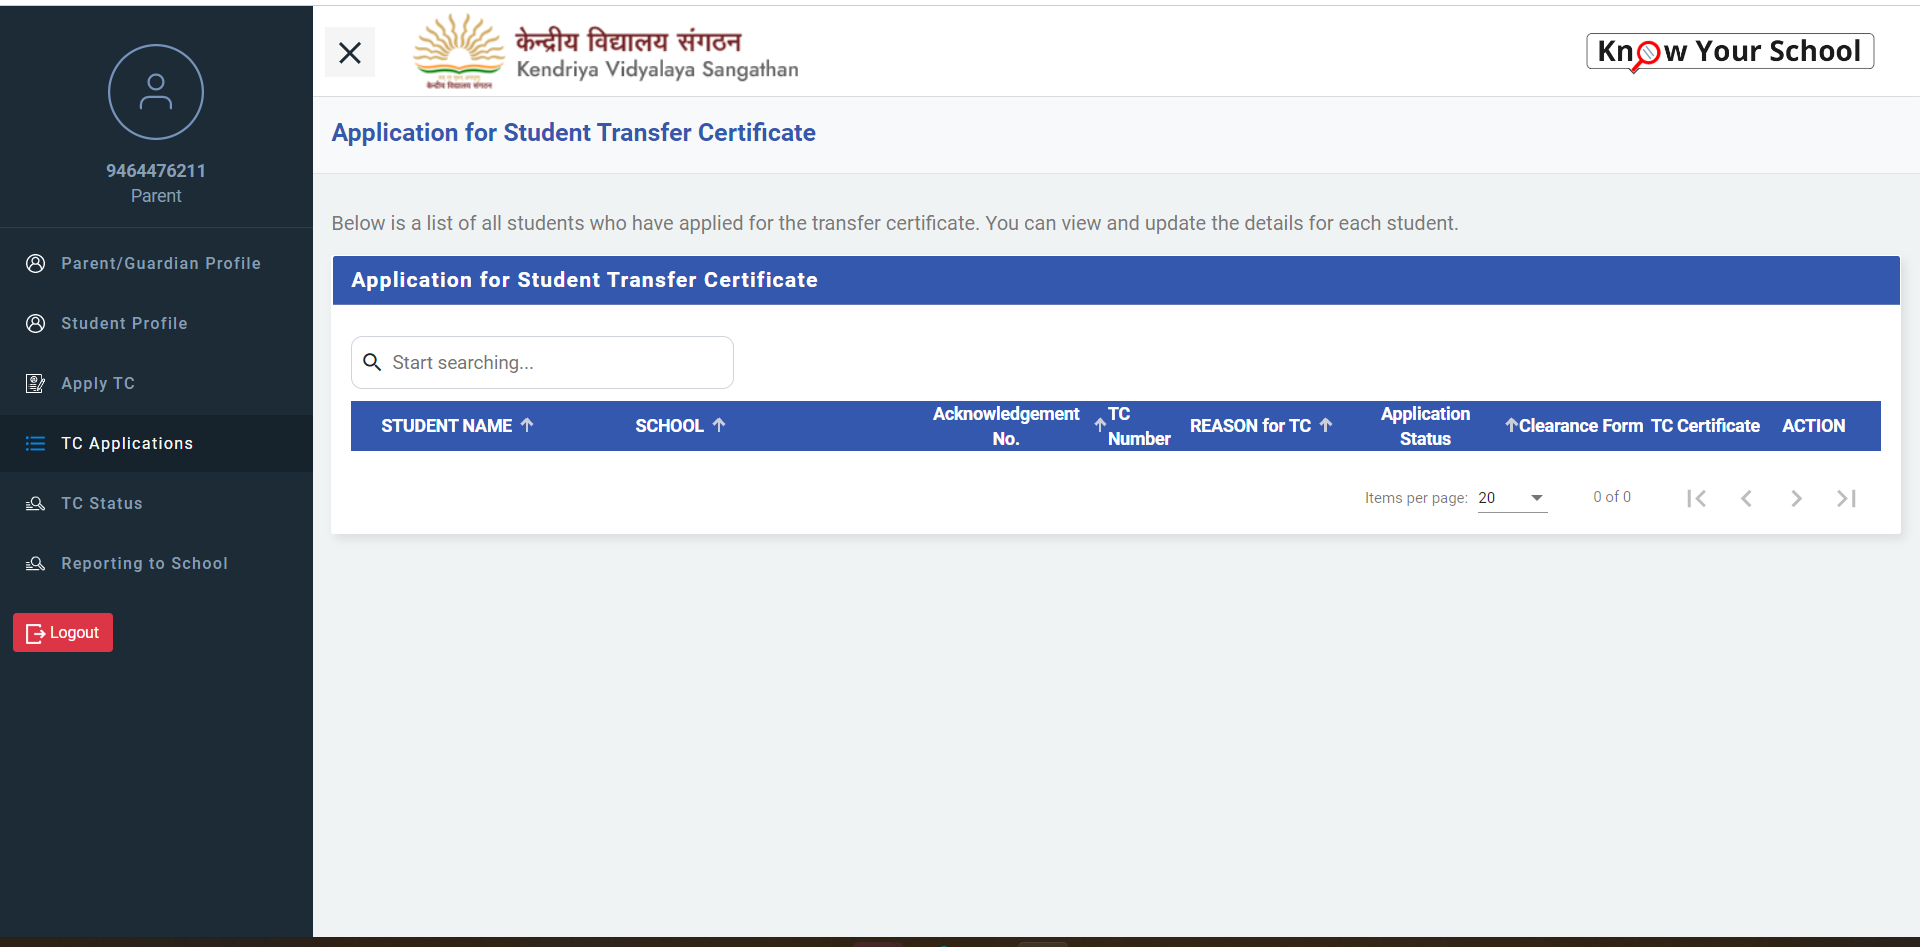 9464476211
Parent
Parent/Guardian Profile
Student Profile
Apply TC
TC Applications
TC Status
Reporting to School
Logout
केन्द्रीय विद्यालय संगठन
Kendriya Vidyalaya Sangathan
केन्द्रीय विद्यालय संगठन
Know Your School
Application for Student Transfer Certificate
Below is a list of all students who have applied for the transfer certificate. You can view and update the details for each student.
Application for Student Transfer Certificate
Start searching...
STUDENT NAME SCHOOL Acknowledgement No. TC Number REASON for TC Application Status Clearance Form TC Certificate ACTION
Items per page: 20 0 of 0